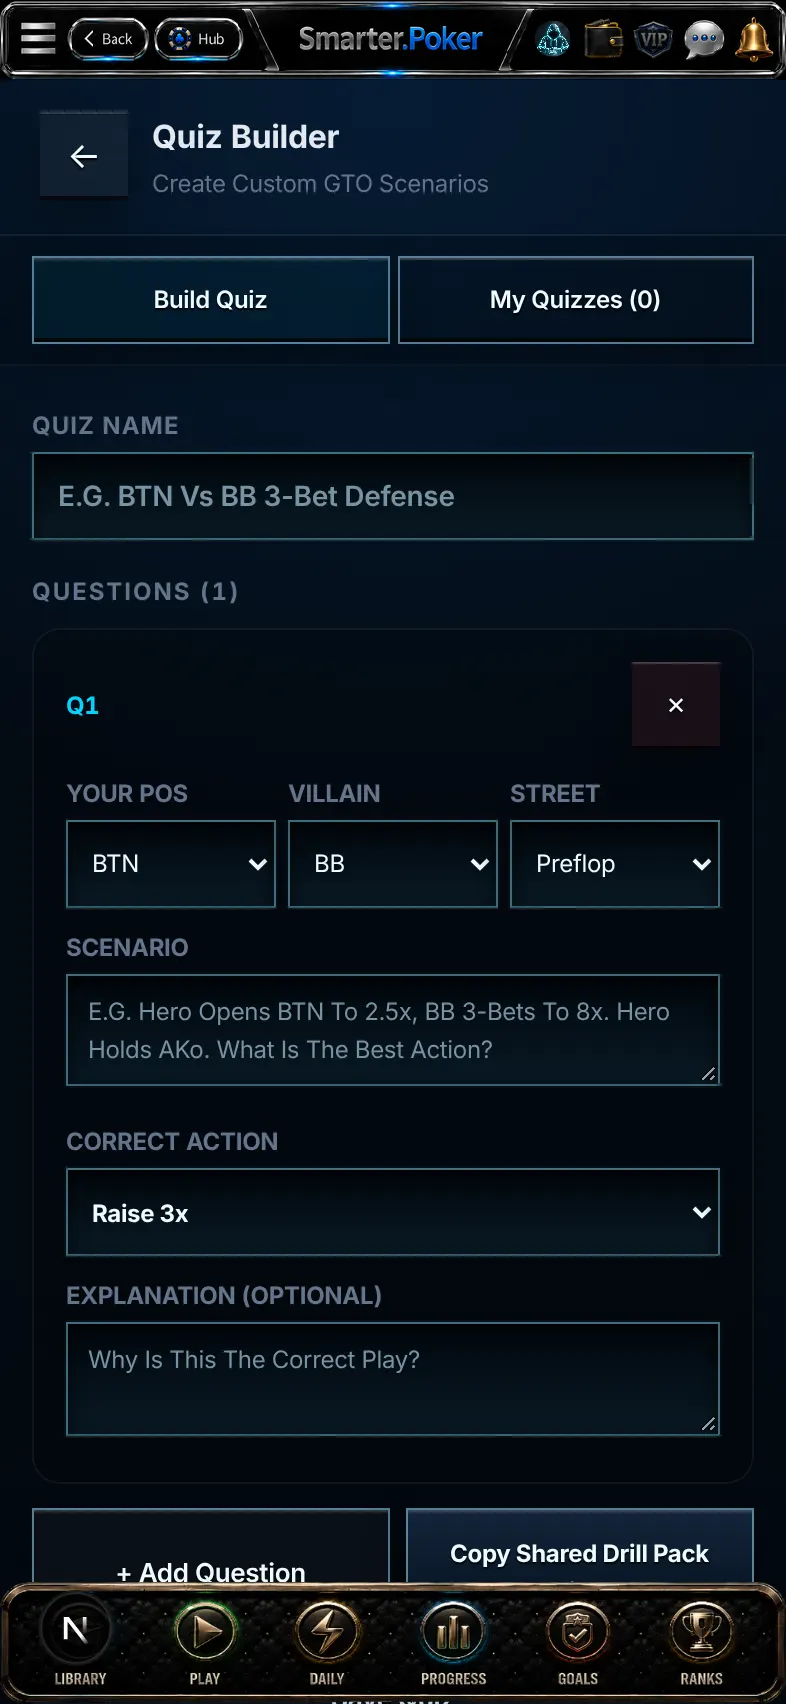 Back
Hub
Smarter.Poker
VIP
Quiz Builder
Create Custom GTO Scenarios
Build Quiz
My Quizzes (0)
QUIZ NAME
E.G. BTN Vs BB 3-Bet Defense
QUESTIONS (1)
Q1
YOUR POS
VILLAIN
STREET
BTN
BB
Preflop
SCENARIO
E.G. Hero Opens BTN To 2.5x, BB 3-Bets To 8x. Hero
Holds AKo. What Is The Best Action?
CORRECT ACTION
Raise 3x
EXPLANATION (OPTIONAL)
Why Is This The Correct Play?
+ Add Question
Copy Shared Drill Pack
N
LIBRARY
PLAY
DAILY
PROGRESS
GOALS
RANKS